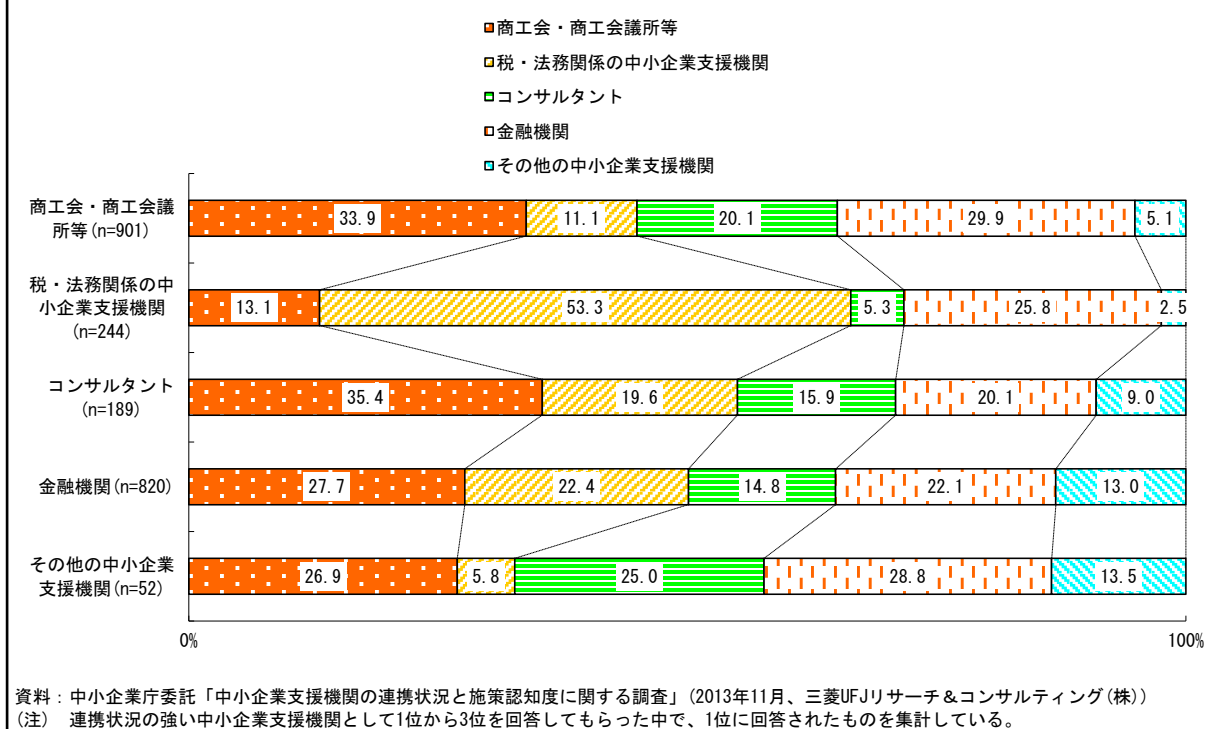 商工会・商工会議所等
税・法務関係の中小企業支援機関
コンサルタント
金融機関
その他の中小企業支援機関
商工会・商工会議
所等(n=901)
33.9 11.1 20.1 29.9 5.1
税・法務関係の中
小企業支援機関
(n=244)
13.1 53.3 5.3 25.8 2.5
コンサルタント
(n=189)
35.4 19.6 15.9 20.1 9.0
金融機関(n=820)
27.7 22.4 14.8 22.1 13.0
その他の中小企業
支援機関(n=52)
26.9 5.8 25.0 28.8 13.5
0% 100%
資料：中小企業庁委託「中小企業支援機関の連携状況と施策認知度に関する調査」(2013年11月、三菱UFJリサーチ＆コンサルティング(株))
(注) 連携状況の強い中小企業支援機関として1位から3位を回答してもらった中で、1位に回答されたものを集計している。